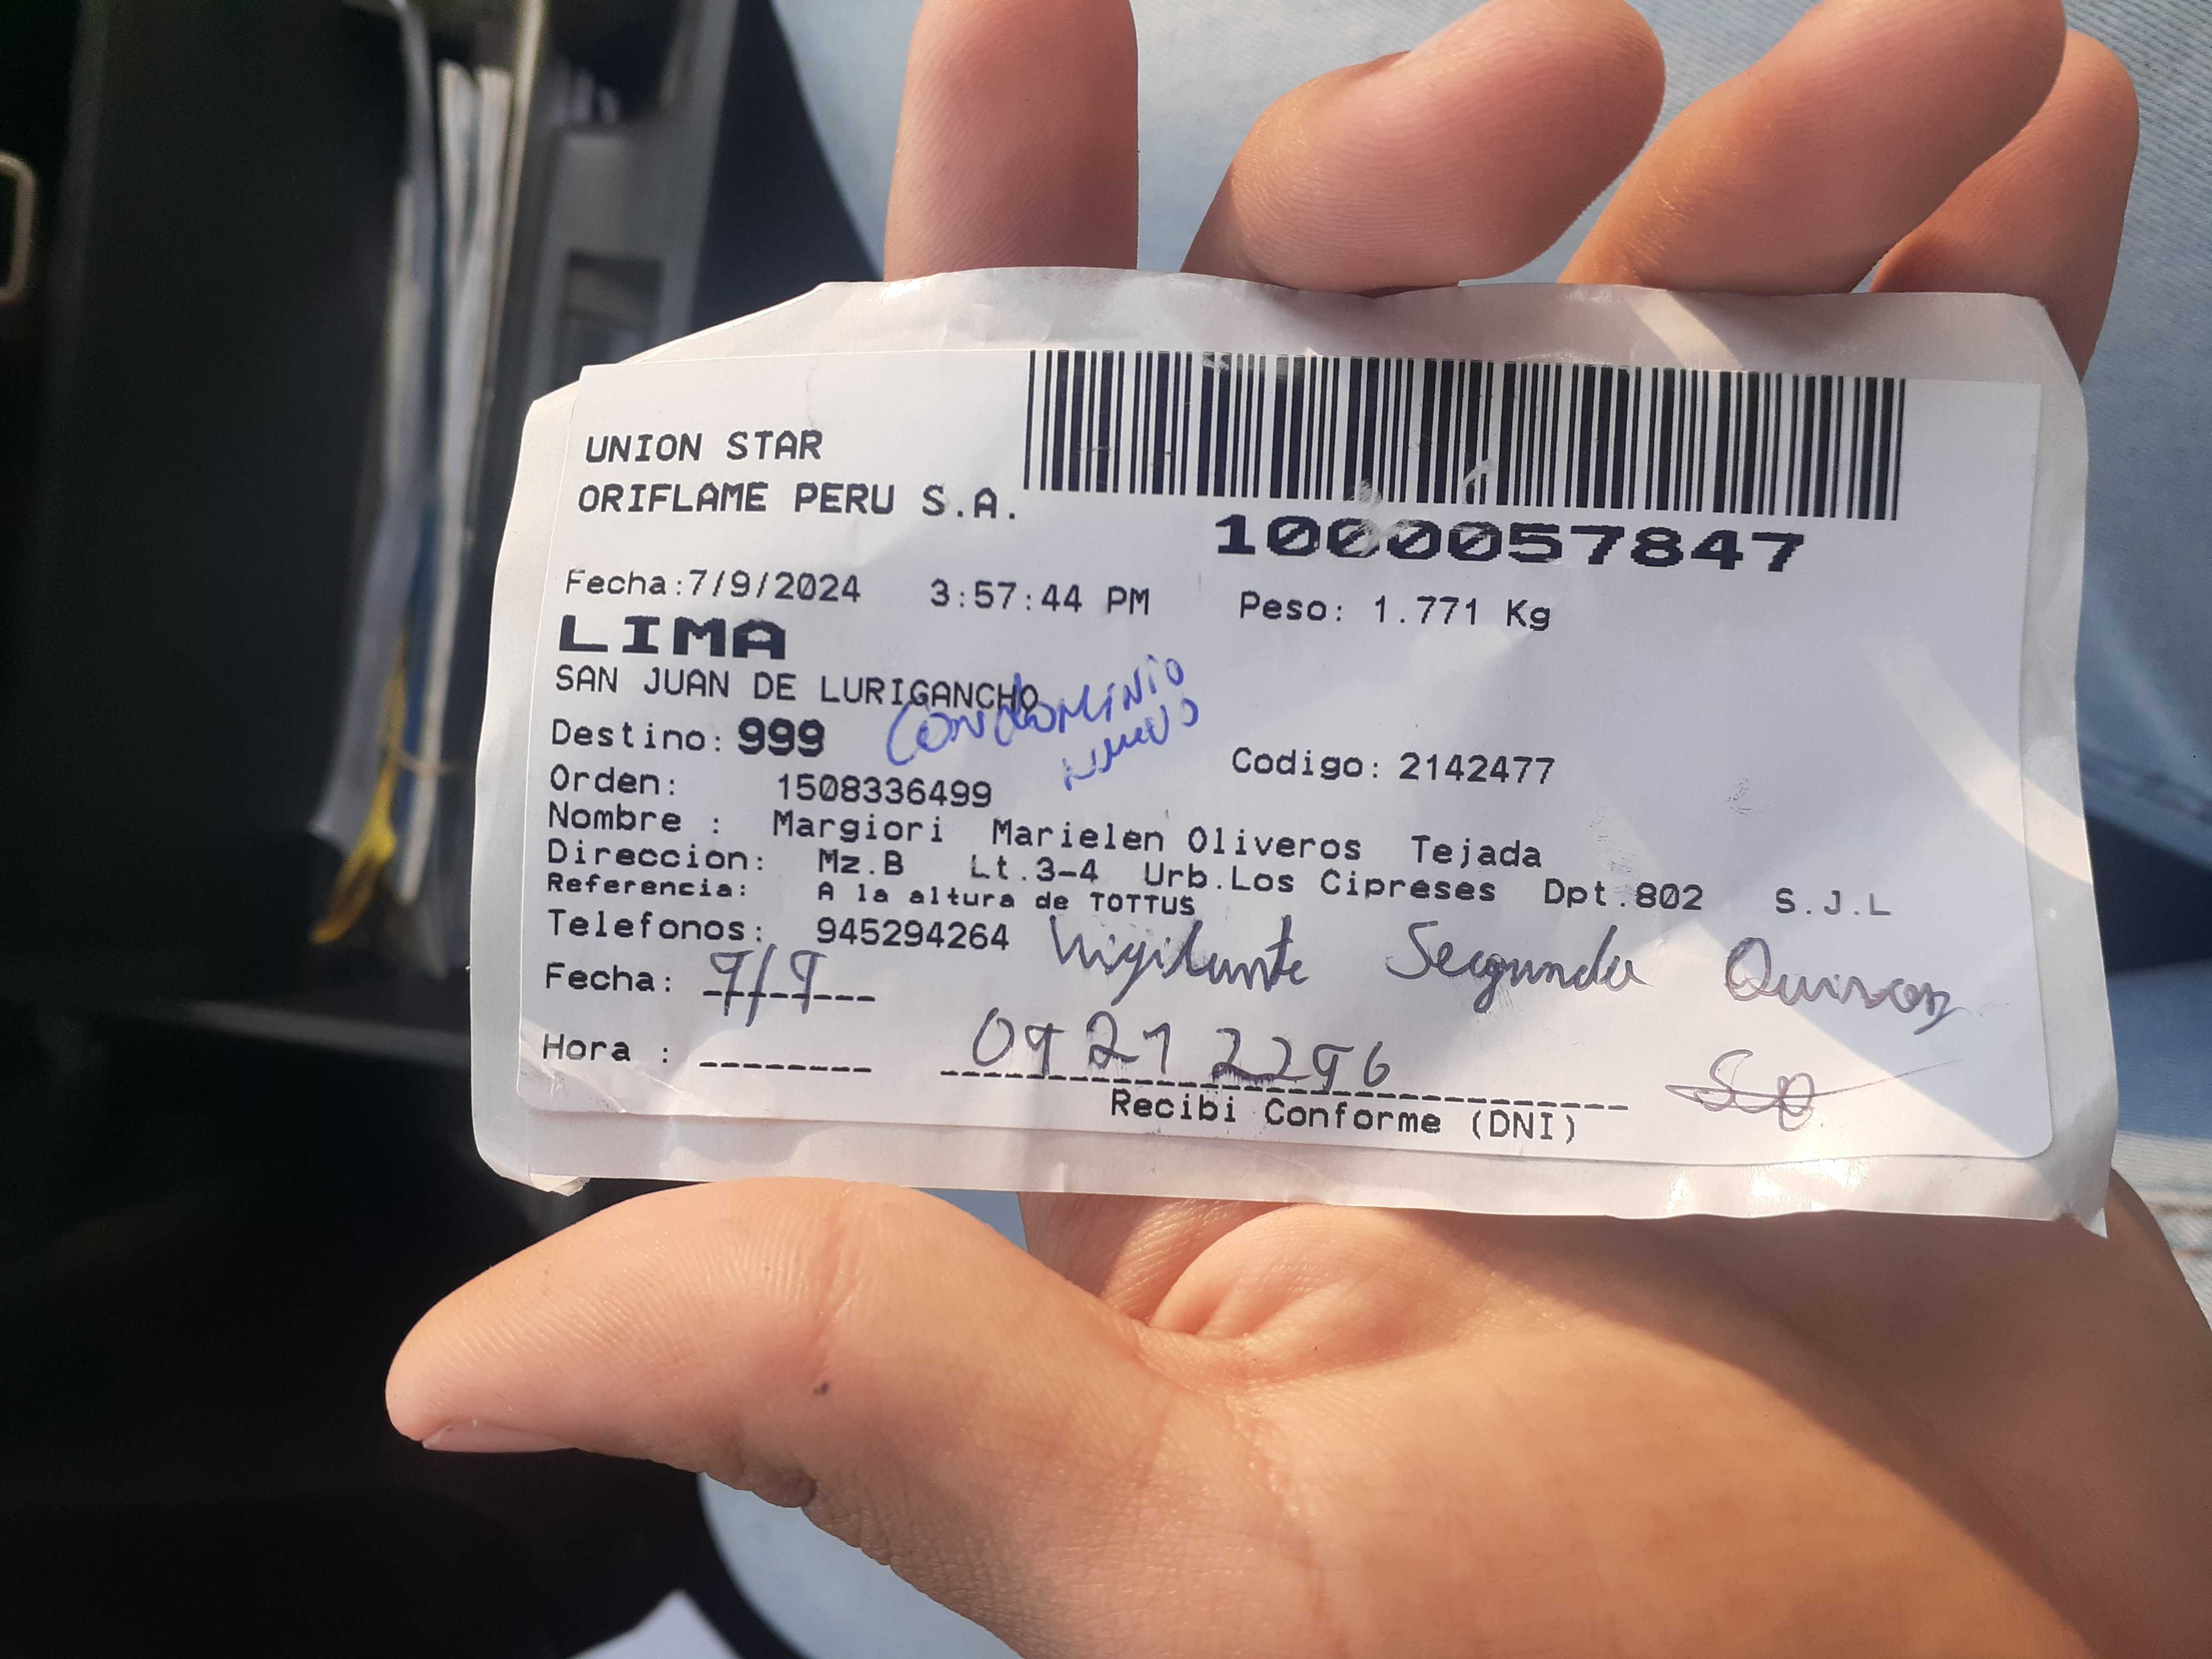 UNION STAR
ORIFLAME PERU S.A.
1000057847
Fecha:7/9/2024 3:57:44 PM Peso: 1.771 Kg
LIMA
SAN JUAN DE LURIGANCHO
Condominio
nuevo
Destino: 999
Codigo: 2142477
Orden: 1508336499
Nombre : Margiori Marielen Oliveros Tejada
Direccion: Mz.B Lt.3-4 Urb.Los Cipreses Dpt.802 S.J.L
Referencia: A la altura de TOTTUS
Telefonos: 945294264 Vigilante Segundo Quiroz
Fecha: 9/9
Hora : 09212296
Recibi Conforme (DNI)